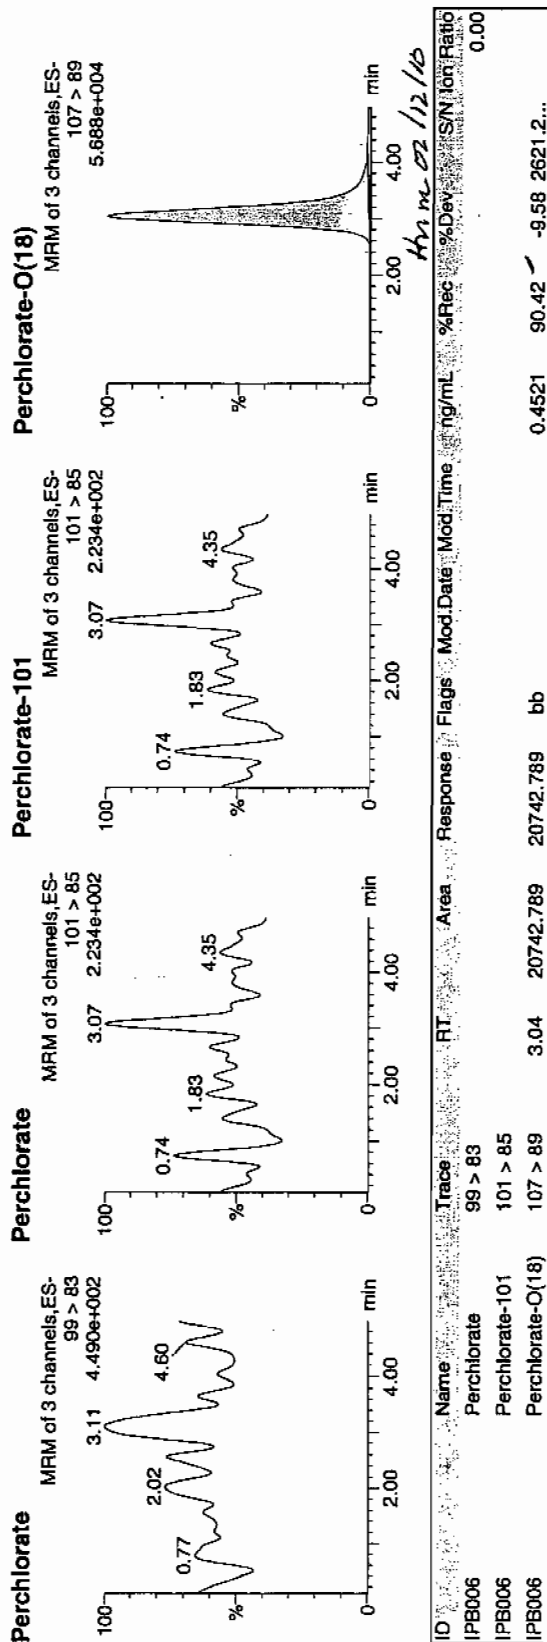 Perchlorate
MRM of 3 channels,ES-
99 > 83
4.490e+002
100
%
0
0.77
2.02
3.11
4.60
2.00
4.00
min
Perchlorate
MRM of 3 channels,ES-
101 > 85
2.234e+002
100
%
0
0.74
1.83
3.07
4.35
2.00
4.00
min
Perchlorate-101
MRM of 3 channels,ES-
101 > 85
2.234e+002
100
%
0
0.74
1.83
3.07
4.35
2.00
4.00
min
Perchlorate-O(18)
MRM of 3 channels,ES-
107 > 89
5.688e+004
100
%
0
2.00
4.00
min
02/12/10
ID Name Trace RT Area Response Flags Mod.Date Mod.Time ng/mL %Rec %Dev S/N Ion Ratio
IPB006 Perchlorate 99 > 83 0.00
IPB006 Perchlorate-101 101 > 85
IPB006 Perchlorate-O(18) 107 > 89 3.04 20742.789 20742.789 bb 0.4521 90.42 -9.58 2621.2...